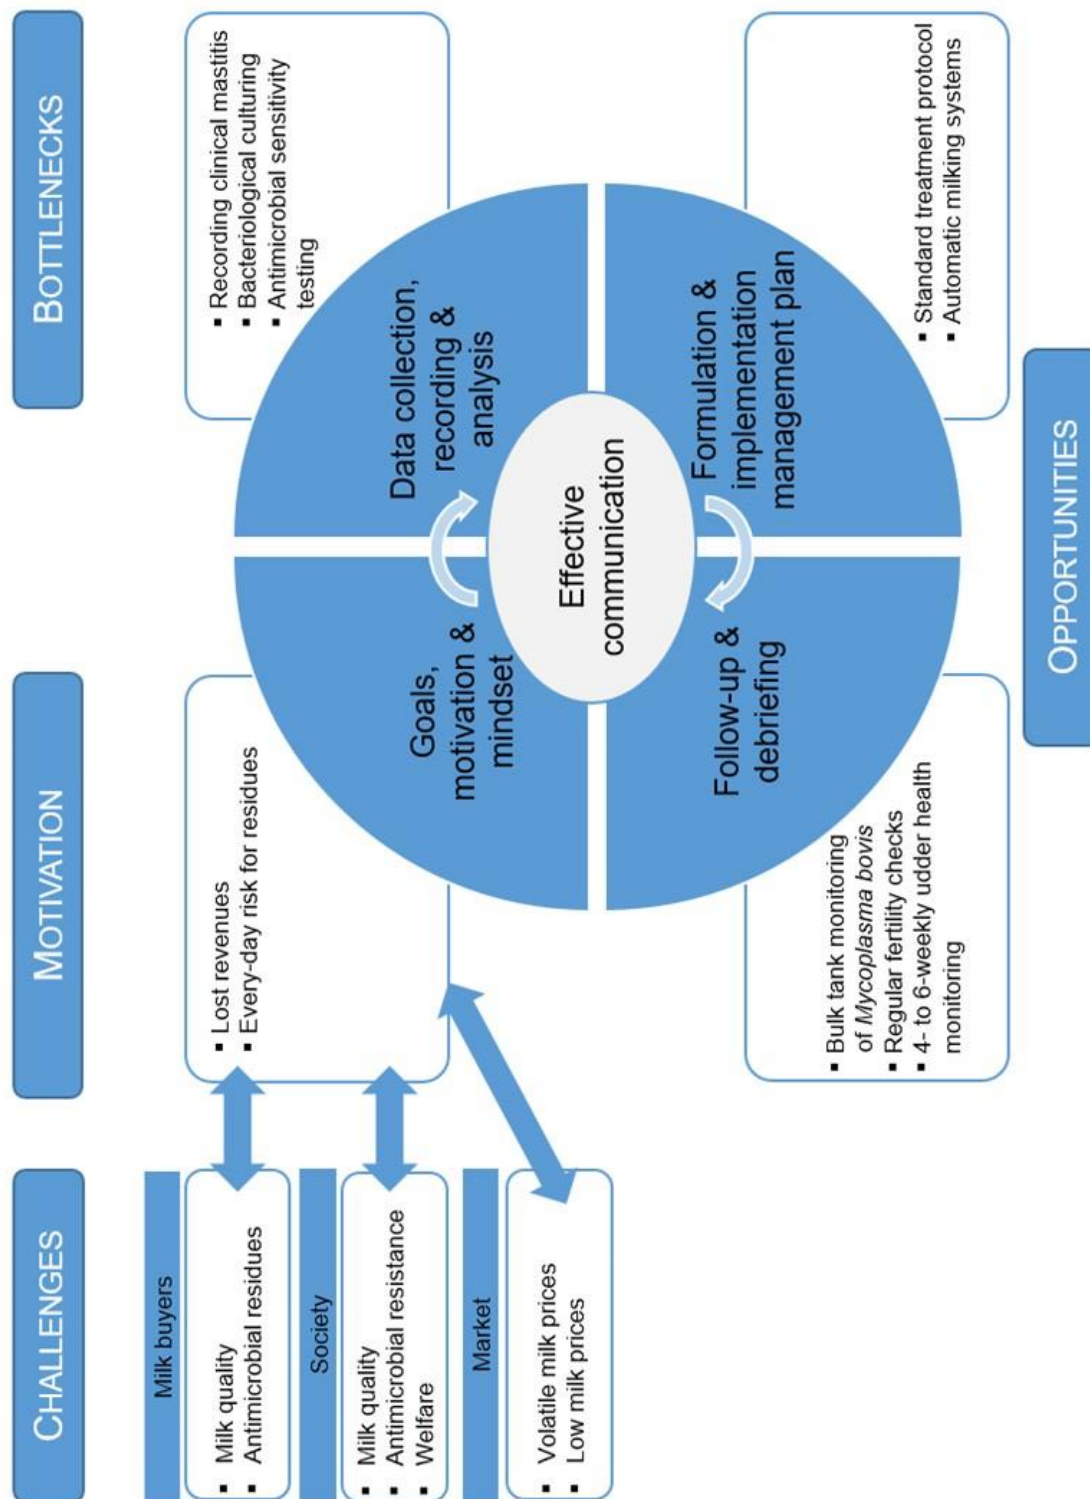 CHALLENGES
MOTIVATION
BOTTLENECKS
Milk buyers
▪ Milk quality
▪ Antimicrobial residues
Society
▪ Milk quality
▪ Antimicrobial resistance
▪ Welfare
Market
▪ Volatile milk prices
▪ Low milk prices
▪ Lost revenues
▪ Every-day risk for residues
▪ Recording clinical mastitis
▪ Bacteriological culturing
▪ Antimicrobial sensitivity
testing
Goals,
motivation &
mindset
Data collection,
recording &
analysis
Effective
communication
Follow-up &
debriefing
Formulation &
implementation
management plan
▪ Bulk tank monitoring
of Mycoplasma bovis
▪ Regular fertility checks
▪ 4- to 6-weekly udder health
monitoring
▪ Standard treatment protocol
▪ Automatic milking systems
OPPORTUNITIES